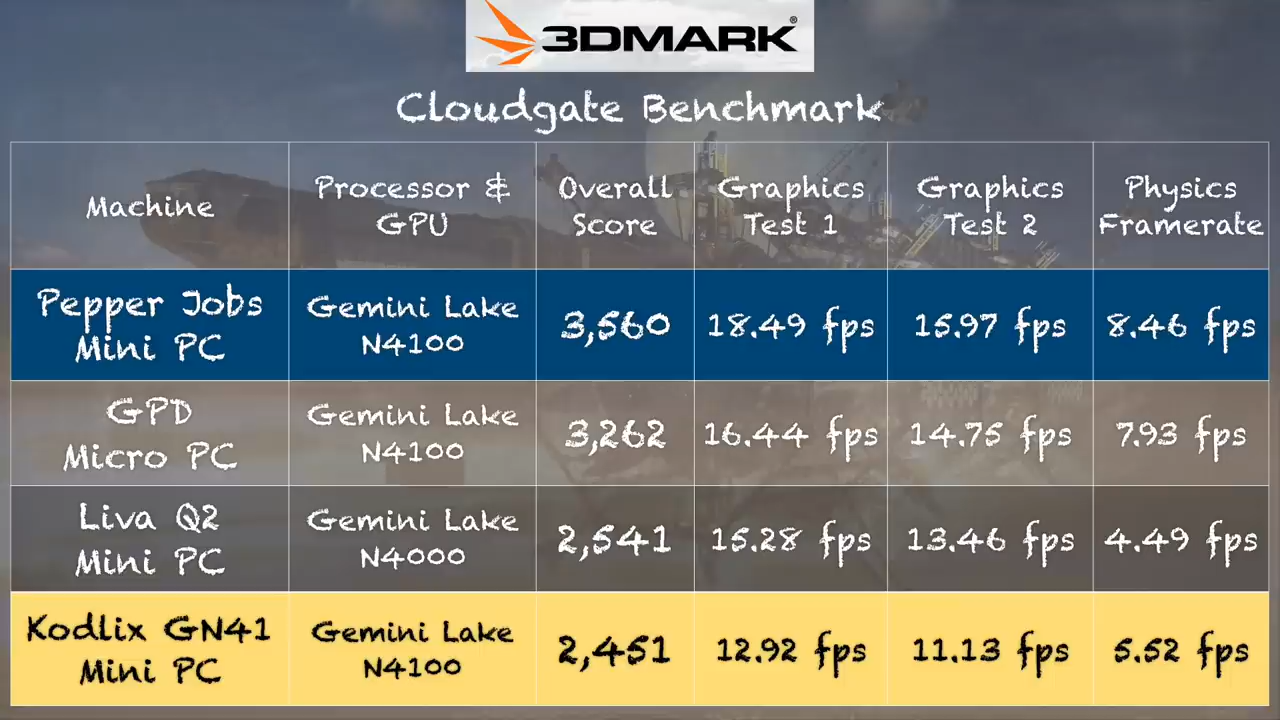 3DMARK®
Cloudgate Benchmark
Machine
Processor &
GPU
Overall
Score
Graphics
Test 1
Graphics
Test 2
Physics
Framerate
Pepper Jobs
Mini PC
Gemini Lake
N4100
3,560
18.49 fps
15.97 fps
8.46 fps
GPD
Micro PC
Gemini Lake
N4100
3,262
16.44 fps
14.75 fps
7.93 fps
Liva Q2
Mini PC
Gemini Lake
N4000
2,541
15.28 fps
13.46 fps
4.49 fps
Kodlix GN41
Mini PC
Gemini Lake
N4100
2,451
12.92 fps
11.13 fps
5.52 fps